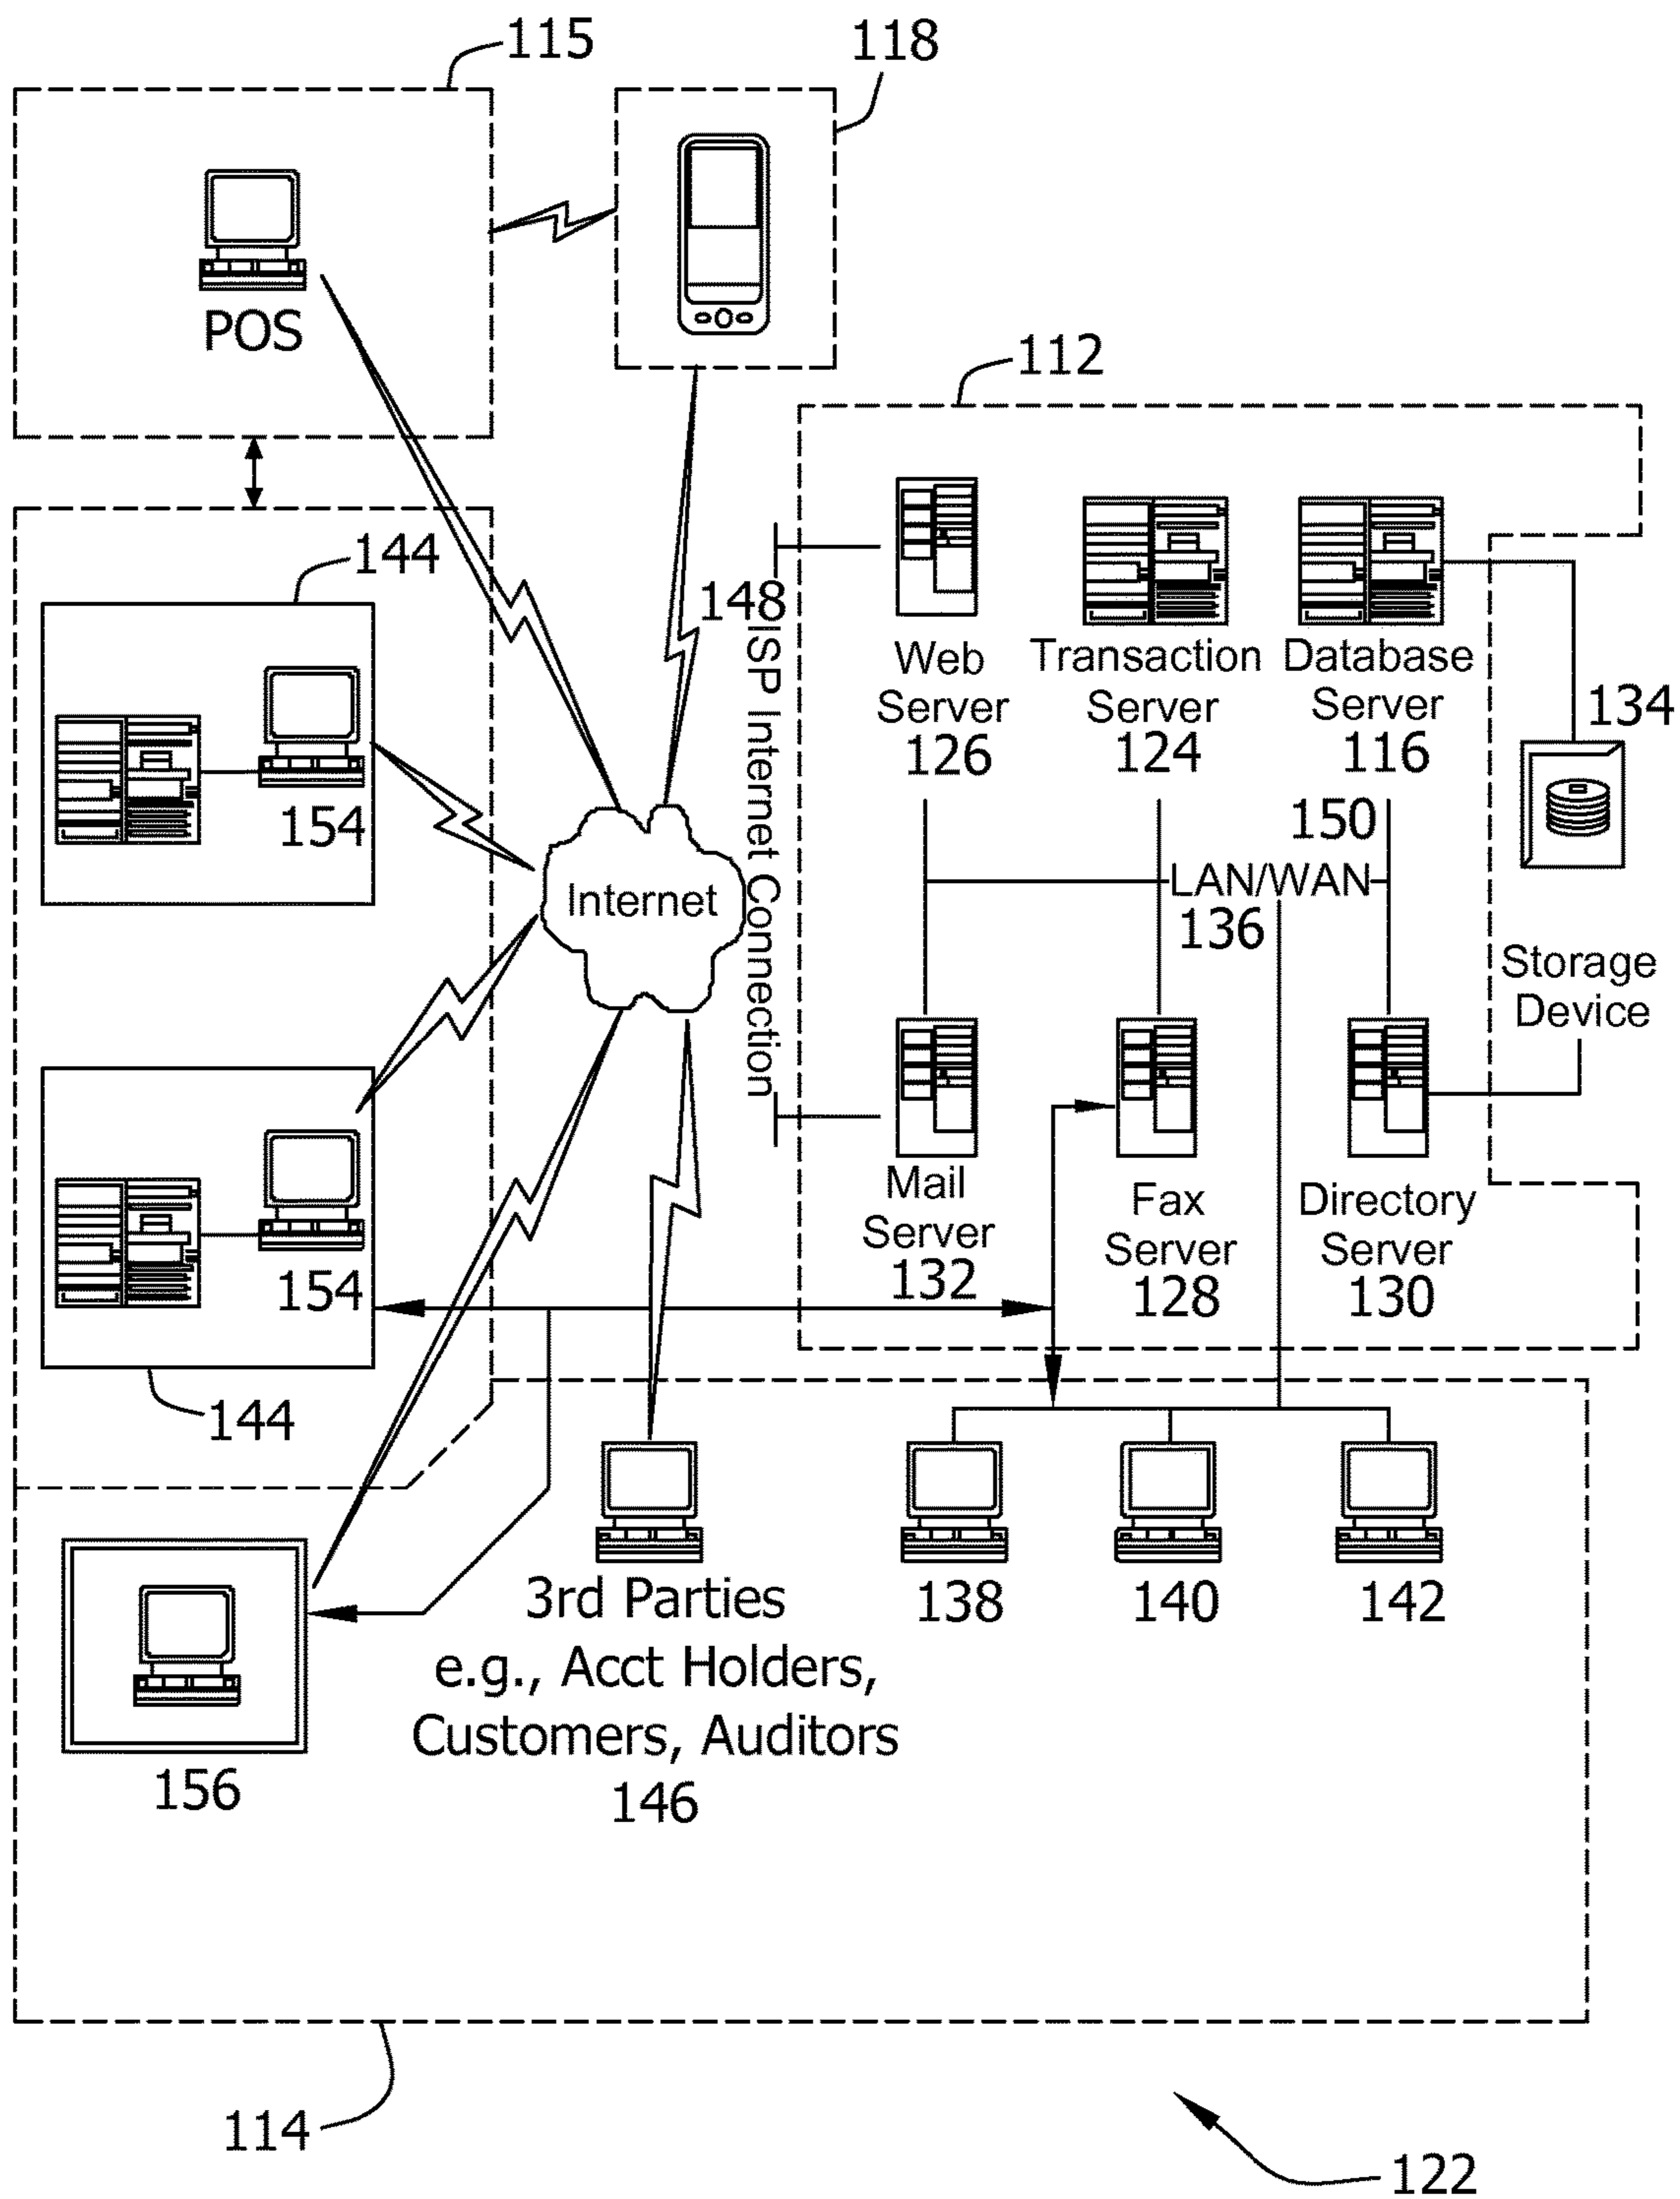 115
118
POS
112
144
148
ISP Internet Connection
Web
Server
126
Transaction
Server
124
Database
Server
116
134
154
150
Internet
LAN/WAN
136
Storage
Device
Mail
Server
132
Fax
Server
128
Directory
Server
130
154
144
138
140
142
3rd Parties
e.g., Acct Holders,
Customers, Auditors
146
156
114
122